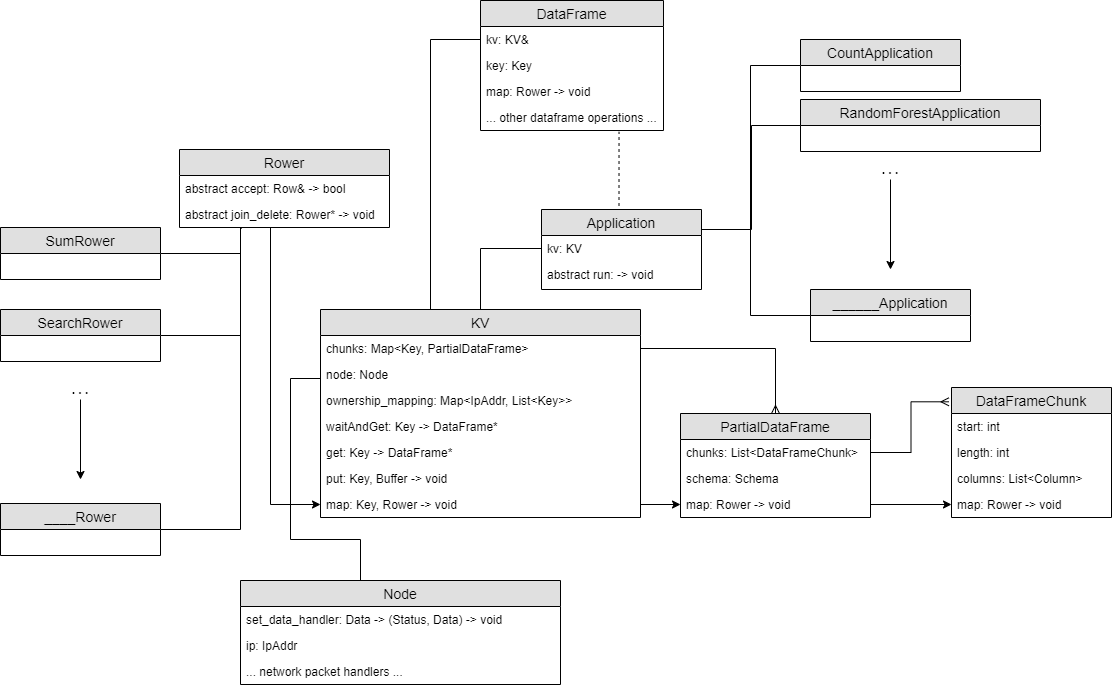 DataFrame
kv: KV&
key: Key
map: Rower -> void
... other dataframe operations ...
CountApplication
RandomForestApplication
...
______Application
Rower
abstract accept: Row& -> bool
abstract join_delete: Rower* -> void
Application
kv: KV
abstract run: -> void
SumRower
SearchRower
...
____Rower
KV
chunks: Map<Key, PartialDataFrame>
node: Node
ownership_mapping: Map<IpAddr, List<Key>>
waitAndGet: Key -> DataFrame*
get: Key -> DataFrame*
put: Key, Buffer -> void
map: Key, Rower -> void
PartialDataFrame
chunks: List<DataFrameChunk>
schema: Schema
map: Rower -> void
DataFrameChunk
start: int
length: int
columns: List<Column>
map: Rower -> void
Node
set_data_handler: Data -> (Status, Data) -> void
ip: IpAddr
... network packet handlers ...